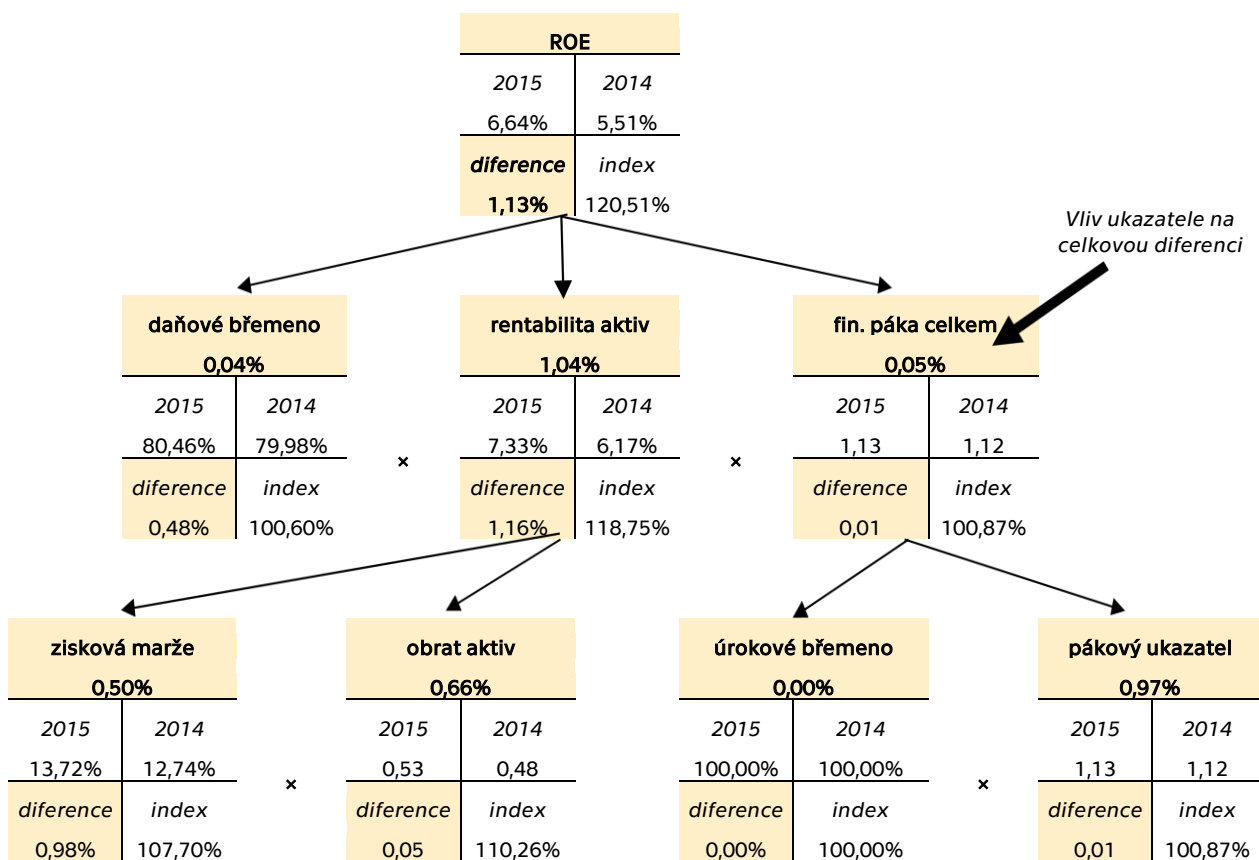 ROE
2015 2014
6,64% 5,51%
diference index
1,13% 120,51%
Vliv ukazatele na
celkovou diferenci
daňové břemeno rentabilita aktiv fin. páka celkem
0,04% 1,04% 0,05%
2015 2014 2015 2014 2015 2014
80,46% 79,98% × 7,33% 6,17% × 1,13 1,12
diference index diference index diference index
0,48% 100,60% 1,16% 118,75% 0,01 100,87%
zisková marže obrat aktiv úrokové břemeno pákový ukazatel
0,50% 0,66% 0,00% 0,97%
2015 2014 2015 2014 2015 2014 2015 2014
13,72% 12,74% × 0,53 0,48 100,00% 100,00% × 1,13 1,12
diference index diference index diference index diference index
0,98% 107,70% 0,05 110,26% 0,00% 100,00% 0,01 100,87%